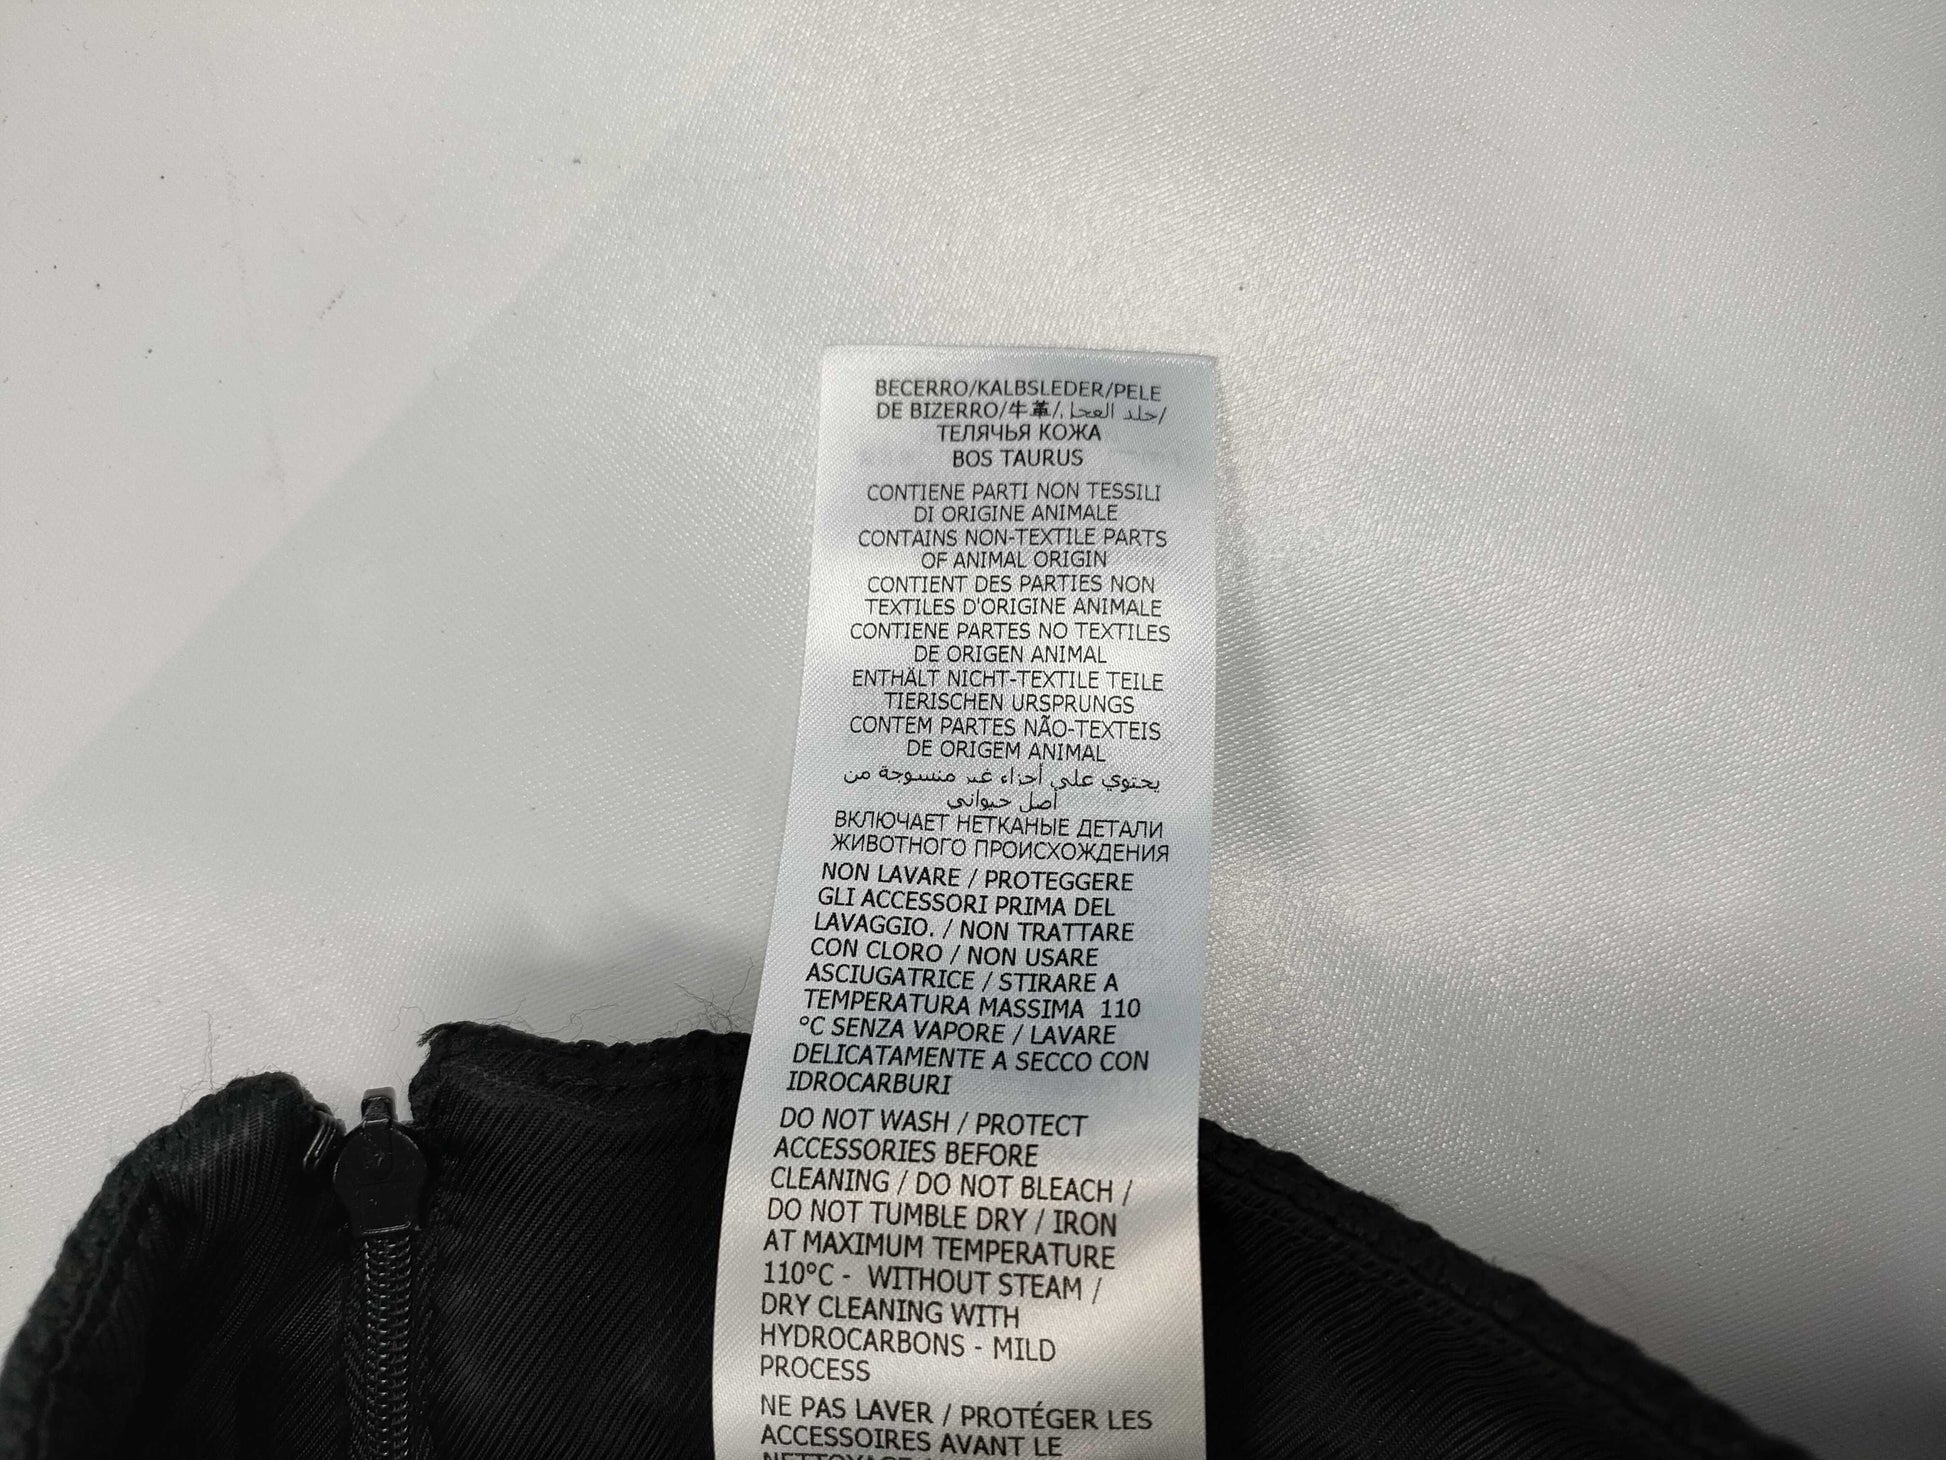 BECERRO/KALBSLEDER/PELE
DE BIZERRO/牛革/جلد العجل/
ТЕЛЯЧЬЯ КОЖА
BOS TAURUS
CONTIENE PARTI NON TESSILI
DI ORIGINE ANIMALE
CONTAINS NON-TEXTILE PARTS
OF ANIMAL ORIGIN
CONTIENT DES PARTIES NON
TEXTILES D'ORIGINE ANIMALE
CONTIENE PARTES NO TEXTILES
DE ORIGEN ANIMAL
ENTHÄLT NICHT-TEXTILE TEILE
TIERISCHEN URSPRUNGS
CONTEM PARTES NÃO-TEXTEIS
DE ORIGEM ANIMAL
يحتوي على أجزاء غير منسوجة من
أصل حيواني
ВКЛЮЧАЕТ НЕТКАНЫЕ ДЕТАЛИ
ЖИВОТНОГО ПРОИСХОЖДЕНИЯ
NON LAVARE / PROTEGGERE
GLI ACCESSORI PRIMA DEL
LAVAGGIO. / NON TRATTARE
CON CLORO / NON USARE
ASCIUGATRICE / STIRARE A
TEMPERATURA MASSIMA 110
°C SENZA VAPORE / LAVARE
DELICATAMENTE A SECCO CON
IDROCARBURI
DO NOT WASH / PROTECT
ACCESSORIES BEFORE
CLEANING / DO NOT BLEACH /
DO NOT TUMBLE DRY / IRON
AT MAXIMUM TEMPERATURE
110°C - WITHOUT STEAM /
DRY CLEANING WITH
HYDROCARBONS - MILD
PROCESS
NE PAS LAVER / PROTÉGER LES
ACCESSOIRES AVANT LE